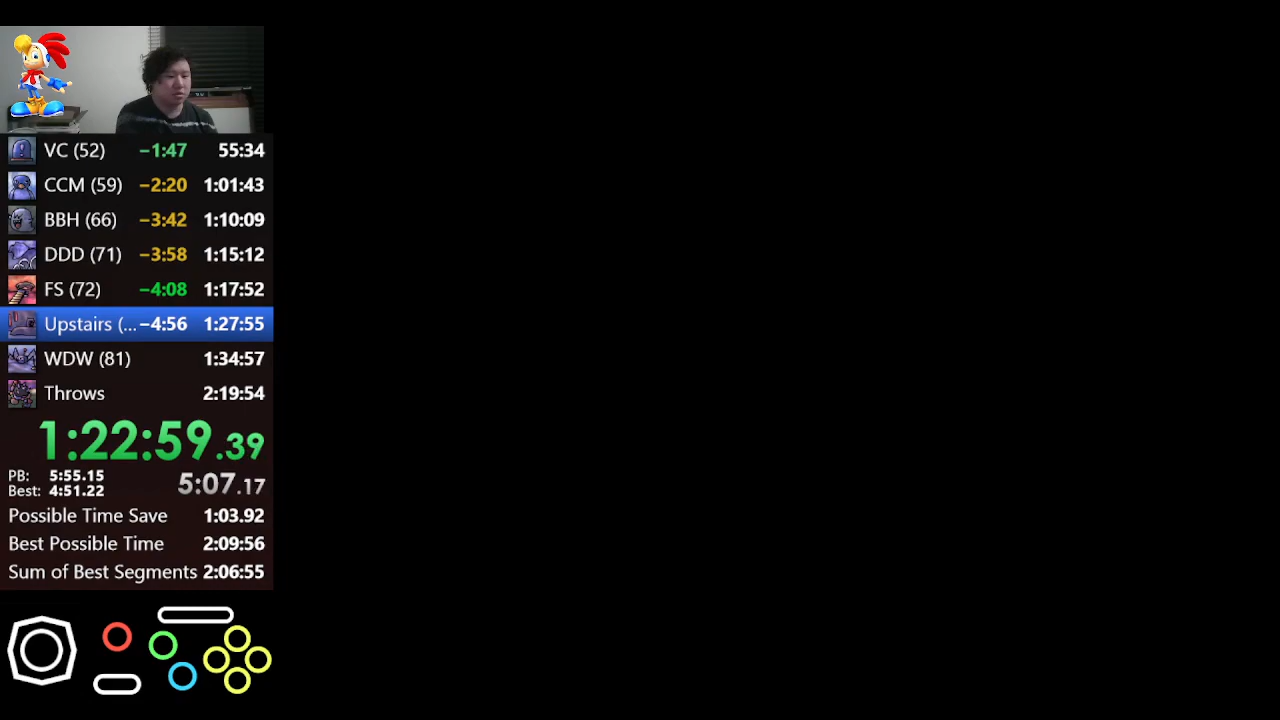 VC (52) −1:47 55:34
CCM (59) −2:20 1:01:43
BBH (66) −3:42 1:10:09
DDD (71) −3:58 1:15:12
FS (72) −4:08 1:17:52
Upstairs (... −4:56 1:27:55
WDW (81) 1:34:57
Throws 2:19:54
1:22:59.39
PB: 5:55.15
Best: 4:51.22
5:07.17
Possible Time Save 1:03.92
Best Possible Time 2:09:56
Sum of Best Segments 2:06:55